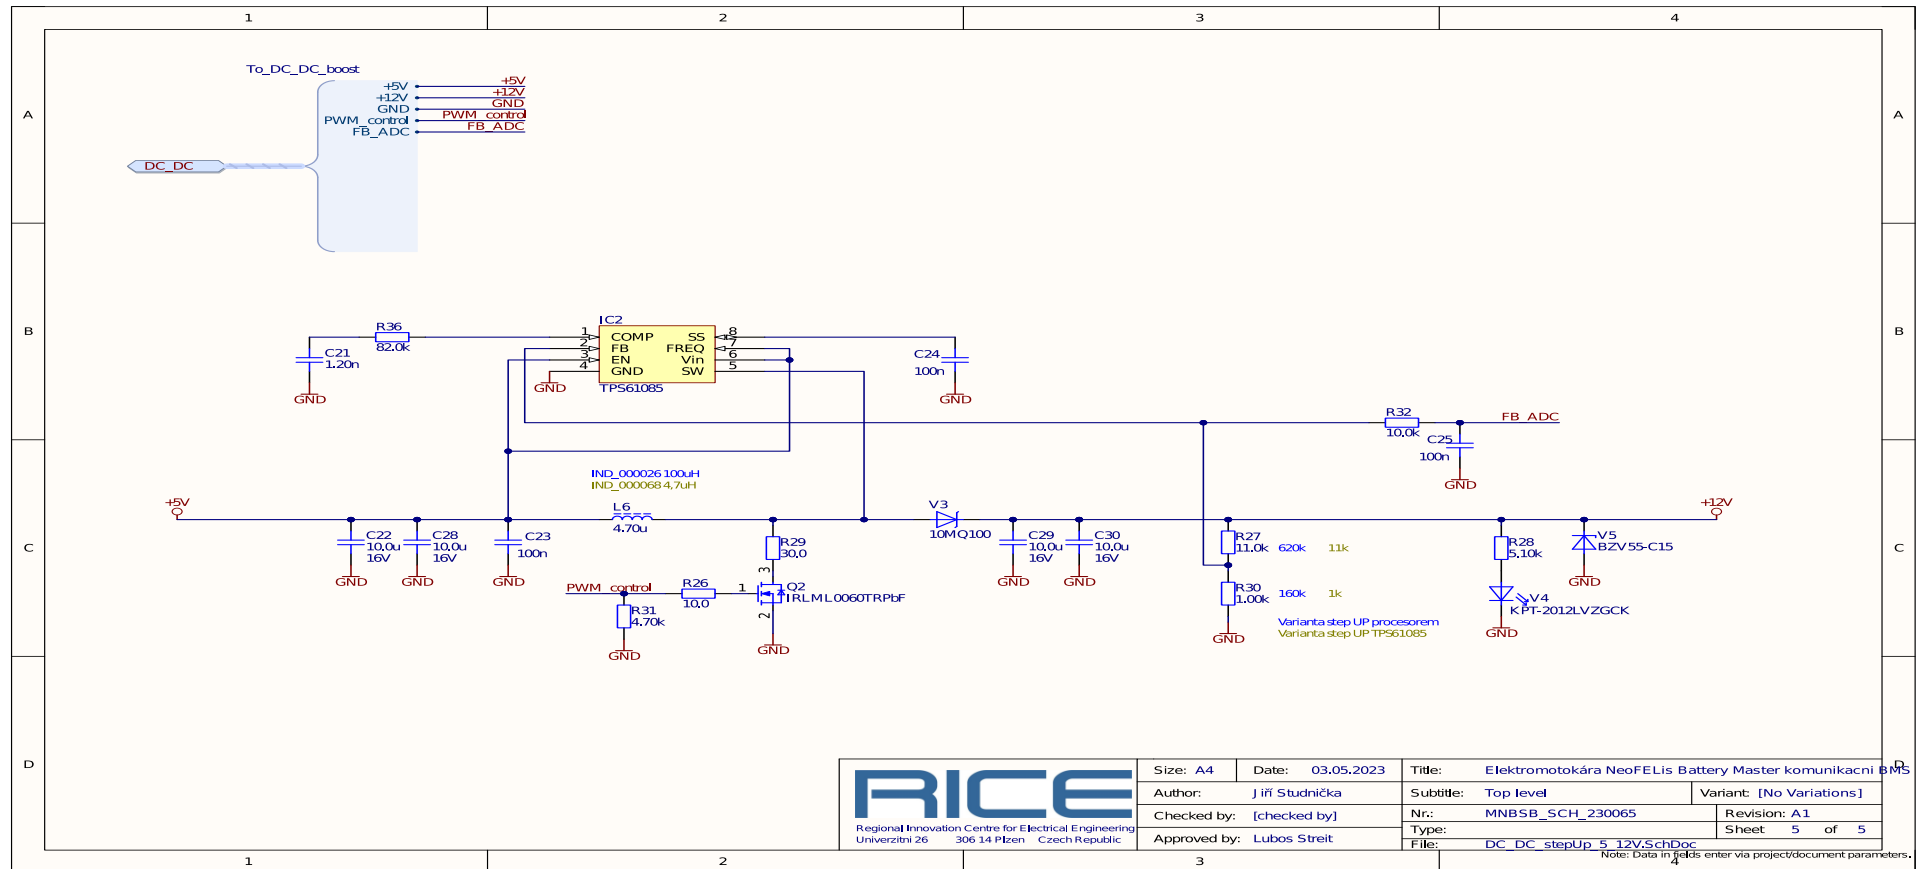 1 2 3 4
A A
To_DC_DC_boost
+5V +5V
+12V +12V
GND GND
PWM_control PWM_control
FB_ADC FB_ADC
DC_DC
B B
IC2
1 COMP SS 8
2 FB FREQ 7
3 EN Vin 6
4 GND SW 5
TPS61085
GND
R36
82.0k
C21
1.20n
GND
C24
100n
GND
R32
10.0k
FB_ADC
C25
100n
GND
IND_000026 100uH
IND_000068 4,7uH
C C
+5V
L6
4.70u
V3
10MQ100
+12V
C22
10.0u
16V
GND
C28
10.0u
16V
GND
C23
100n
GND
R29
30.0
3
PWM_control
R26
10.0
1
Q2
IRLML0060TRPbF
2
GND
R31
4.70k
GND
C29
10.0u
16V
GND
C30
10.0u
16V
GND
R27
11.0k 620k 11k
R30
1.00k 160k 1k
GND
Varianta step UP procesorem
Varianta step UP TPS61085
R28
5.10k
V4
KPT-2012LVZGCK
GND
V5
BZV55-C15
GND
D D
RICE
Regional Innovation Centre for Electrical Engineering
Univerzitni 26 306 14 Plzen Czech Republic
Size: A4 Date: 03.05.2023 Title: Elektromotokára NeoFELis Battery Master komunikacni BMS
Author: Jiří Studnička Subtitle: Top level Variant: [No Variations]
Checked by: [checked by] Nr.: MNBSB_SCH_230065 Revision: A1
Approved by: Lubos Streit Type: Sheet 5 of 5
File: DC_DC_stepUp_5_12V.SchDoc
Note: Data in fields enter via project/document parameters.
1 2 3 4